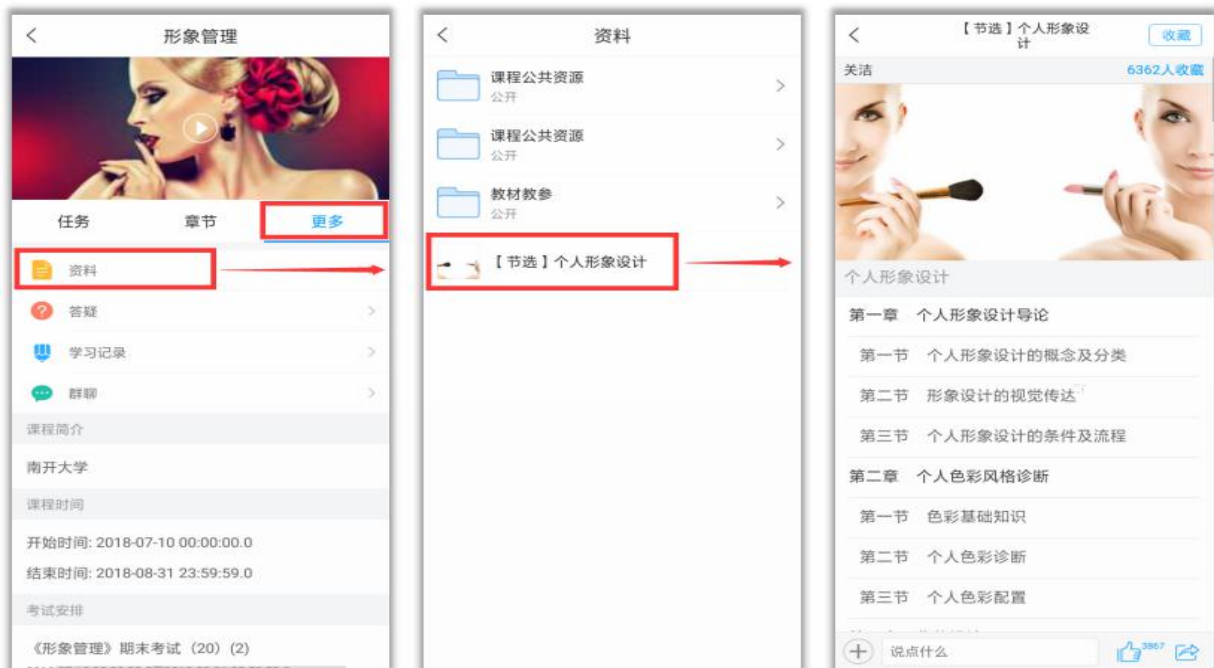 形象管理
任务
章节
更多
资料
答疑
学习记录
群聊
课程简介
南开大学
课程时间
开始时间: 2018-07-10 00:00:00.0
结束时间: 2018-08-31 23:59:59.0
考试安排
《形象管理》期末考试（20）(2)
资料
课程公共资源
公开
课程公共资源
公开
教材教参
公开
【节选】个人形象设计
【节选】个人形象设
计
收藏
关洁
6362人收藏
个人形象设计
第一章 个人形象设计导论
第一节 个人形象设计的概念及分类
第二节 形象设计的视觉传达
第三节 个人形象设计的条件及流程
第二章 个人色彩风格诊断
第一节 色彩基础知识
第二节 个人色彩诊断
第三节 个人色彩配置
说点什么
3867